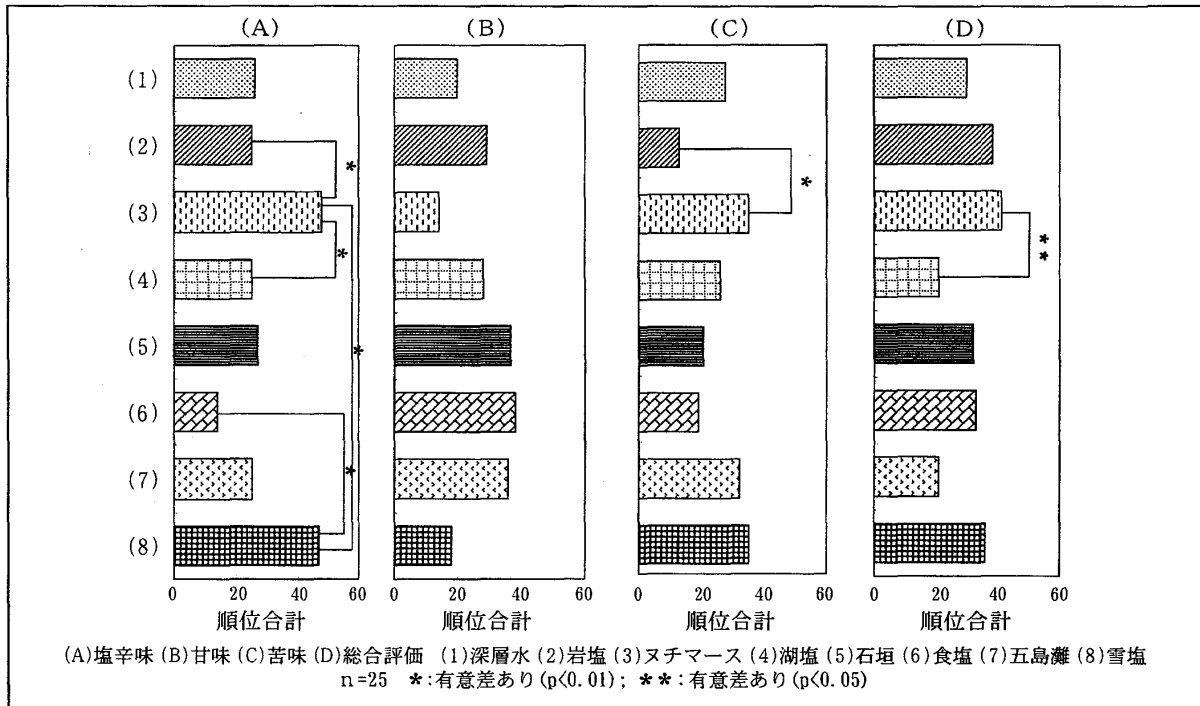 (A) (B) (C) (D)
(1)
(2)
(3)
(4)
(5)
(6)
(7)
(8)
* * * * * **
0 20 40 60 0 20 40 60 0 20 40 60 0 20 40 60
順位合計 順位合計 順位合計 順位合計
(A)塩辛味 (B)甘味 (C)苦味 (D)総合評価 (1)深層水 (2)岩塩 (3)ヌチマース (4)湖塩 (5)石垣 (6)食塩 (7)五島灘 (8)雪塩
n=25 *:有意差あり(p<0.01); **:有意差あり(p<0.05)